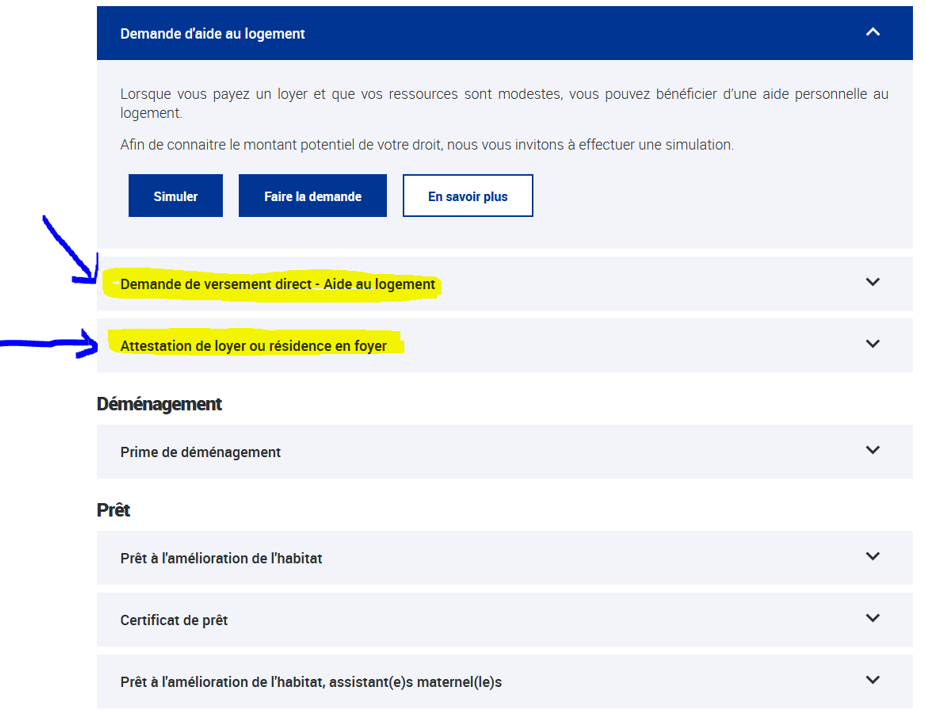 Demande d'aide au logement
Lorsque vous payez un loyer et que vos ressources sont modestes, vous pouvez bénéficier d'une aide personnelle au
logement.
Afin de connaitre le montant potentiel de votre droit, nous vous invitons à effectuer une simulation.
Simuler Faire la demande En savoir plus
Demande de versement direct - Aide au logement
Attestation de loyer ou résidence en foyer
Déménagement
Prime de déménagement
Prêt
Prêt à l'amélioration de l'habitat
Certificat de prêt
Prêt à l'amélioration de l'habitat, assistant(e)s maternel(le)s